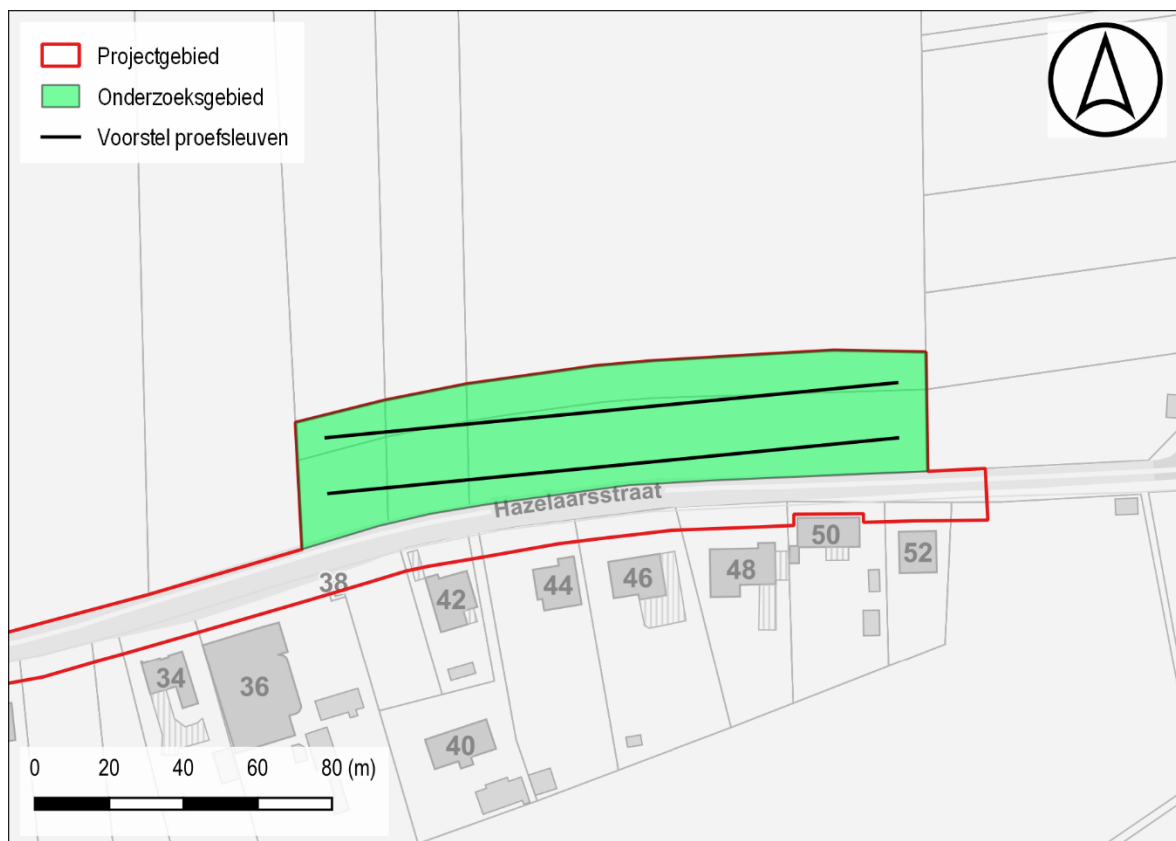 Projectgebied
Onderzoeksgebied
Voorstel proefsleuven
Hazelaarsstraat
50
52
38
48
46
44
42
34
36
40
0 20 40 60 80 (m)